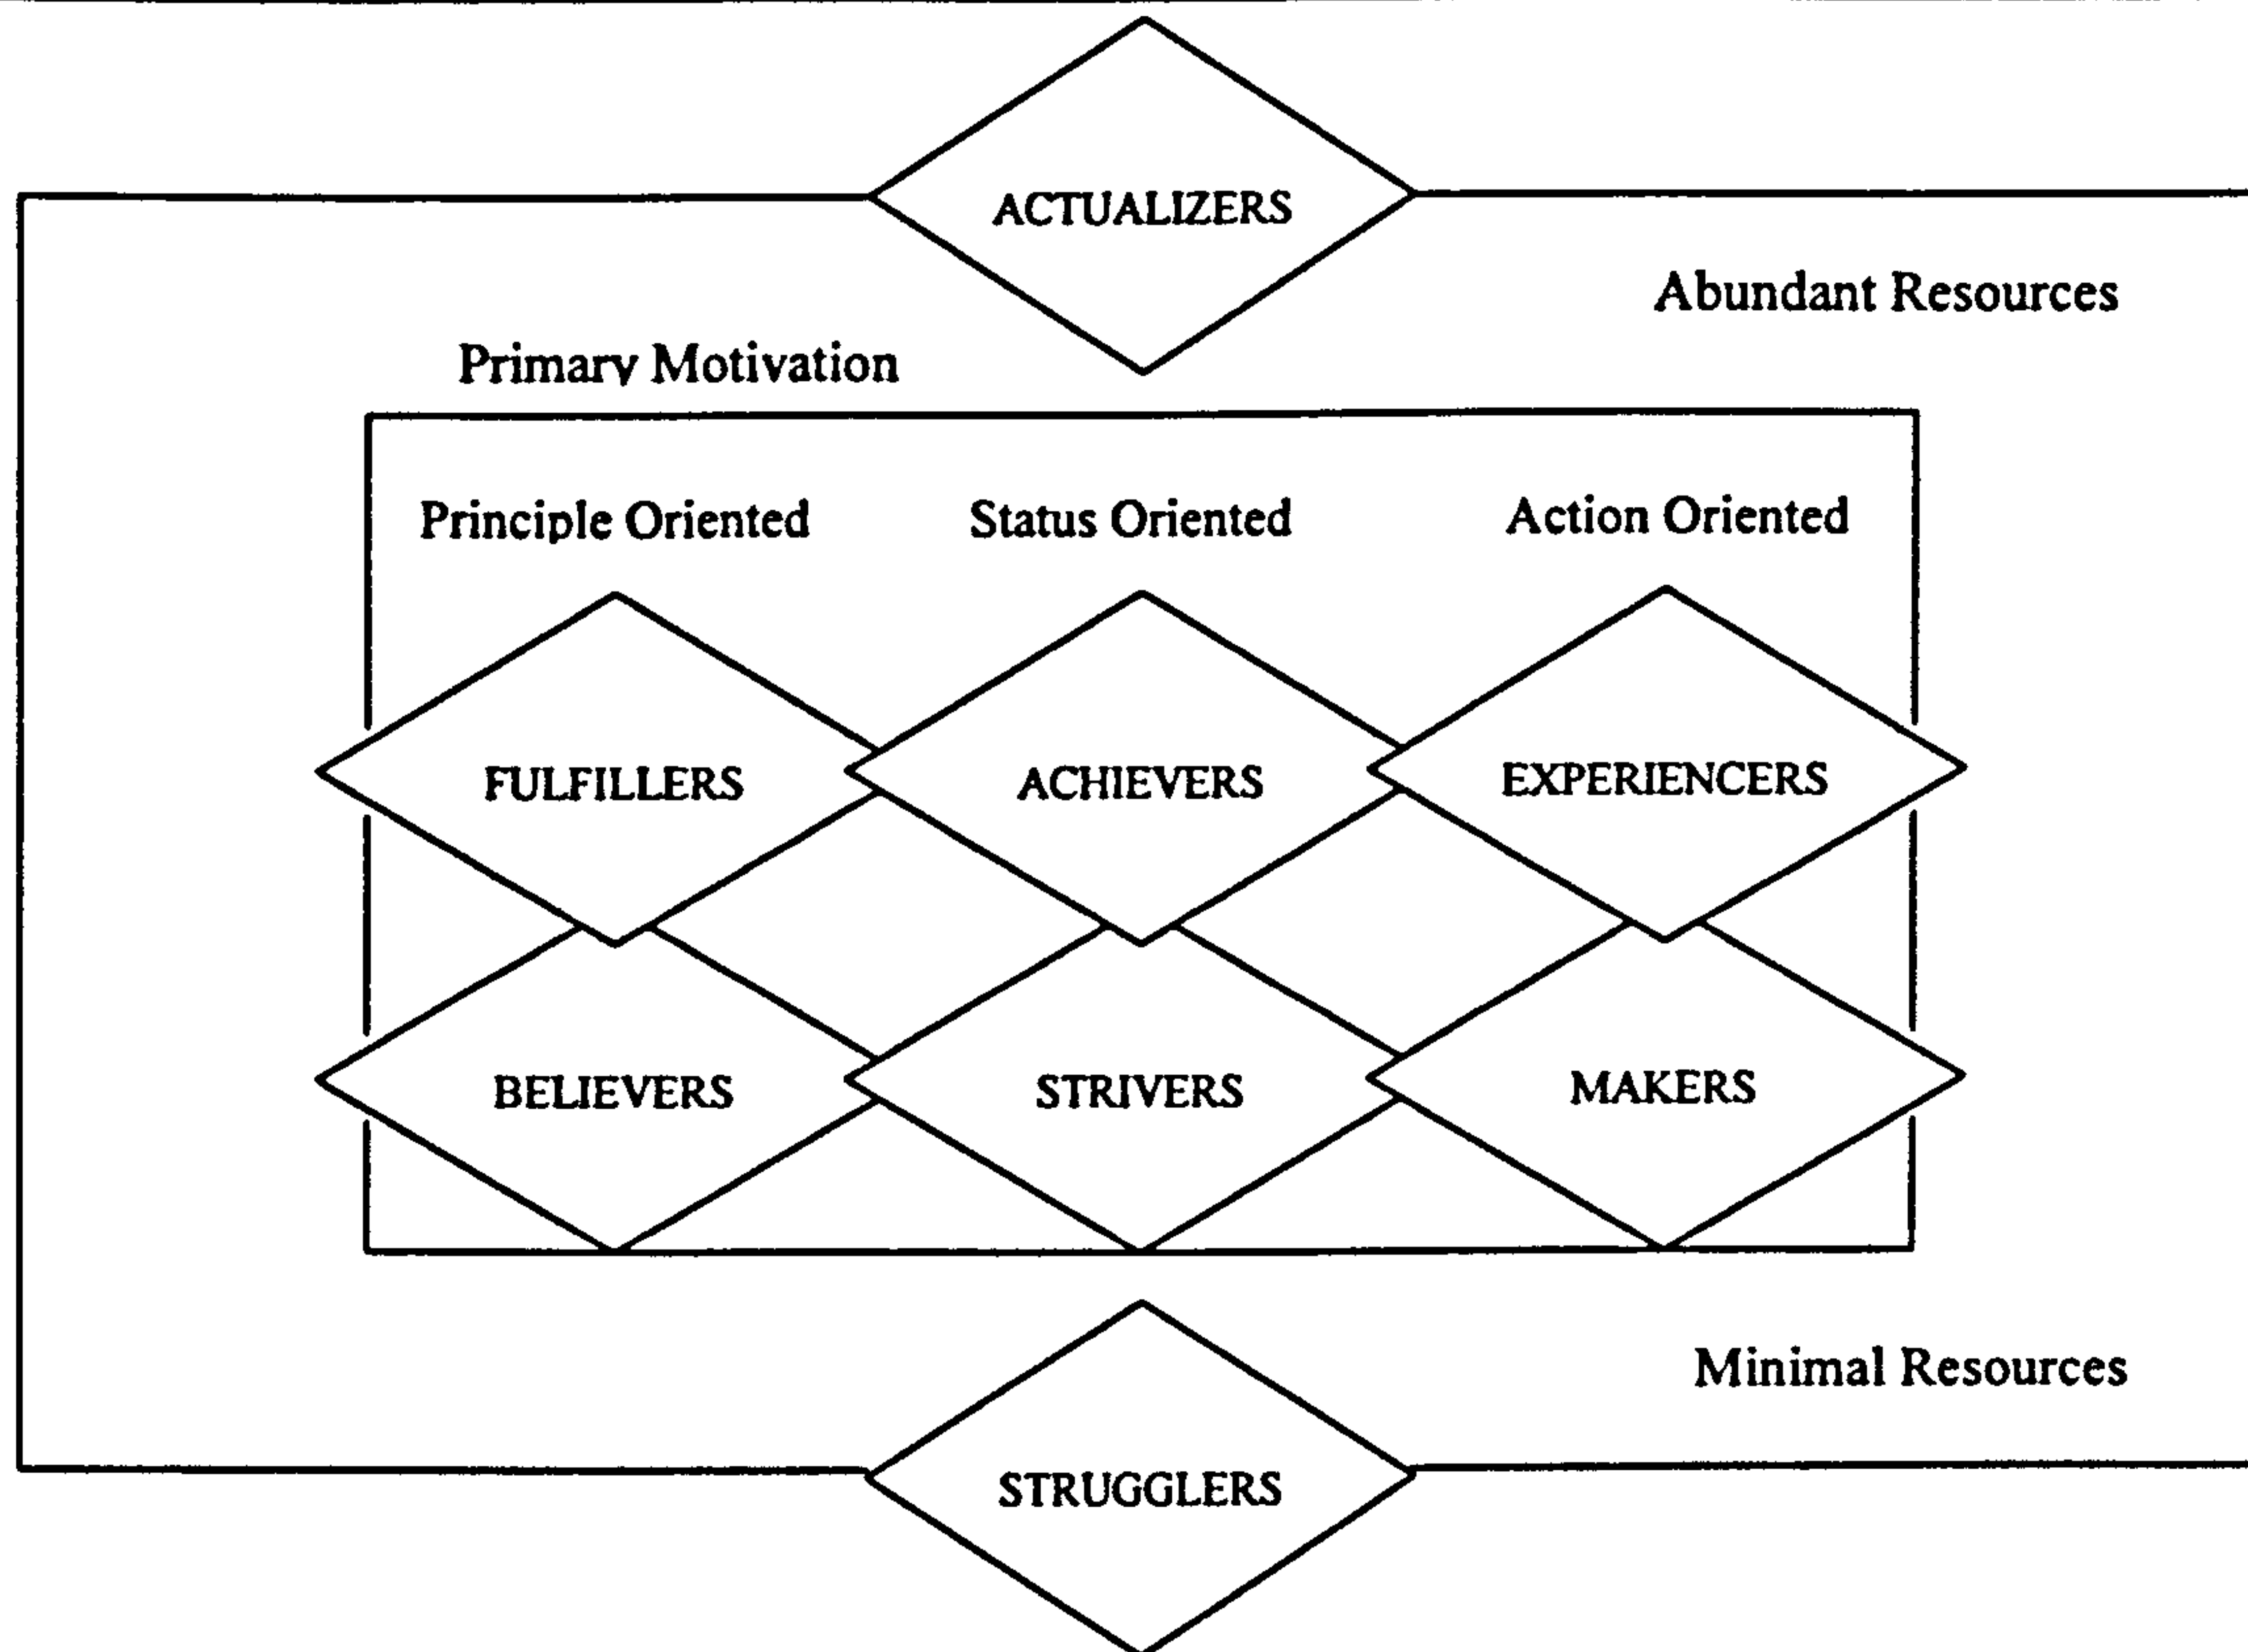 ACTUALIZERS
Abundant Resources
Primary Motivation
Principle Oriented
Status Oriented
Action Oriented
FULFILLERS
ACHIEVERS
EXPERIENCERS
BELIEVERS
STRIVERS
MAKERS
Minimal Resources
STRUGGLERS